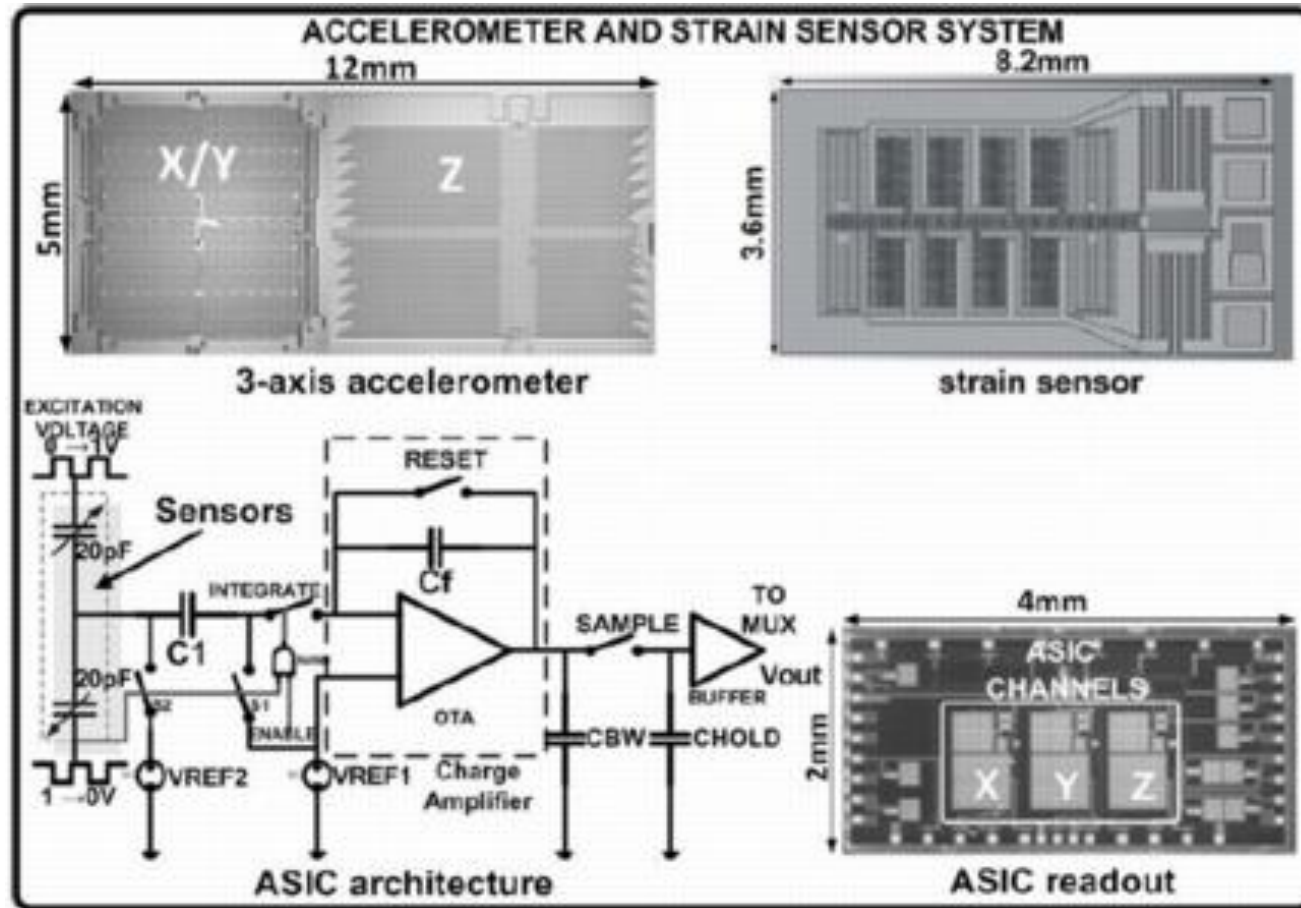 ACCELEROMETER AND STRAIN SENSOR SYSTEM
12mm
8.2mm
5mm
X/Y
Z
3.6mm
3-axis accelerometer
strain sensor
EXCITATION
VOLTAGE
0→1V
RESET
Sensors
20pF
INTEGRATE
Cf
C1
SAMPLE
TO
MUX
Vout
20pF
S2
S1
ENABLE
OTA
BUFFER
CBW
CHOLD
VREF2
VREF1
Charge
Amplifier
1→0V
ASIC architecture
4mm
2mm
ASIC
CHANNELS
X
Y
Z
ASIC readout